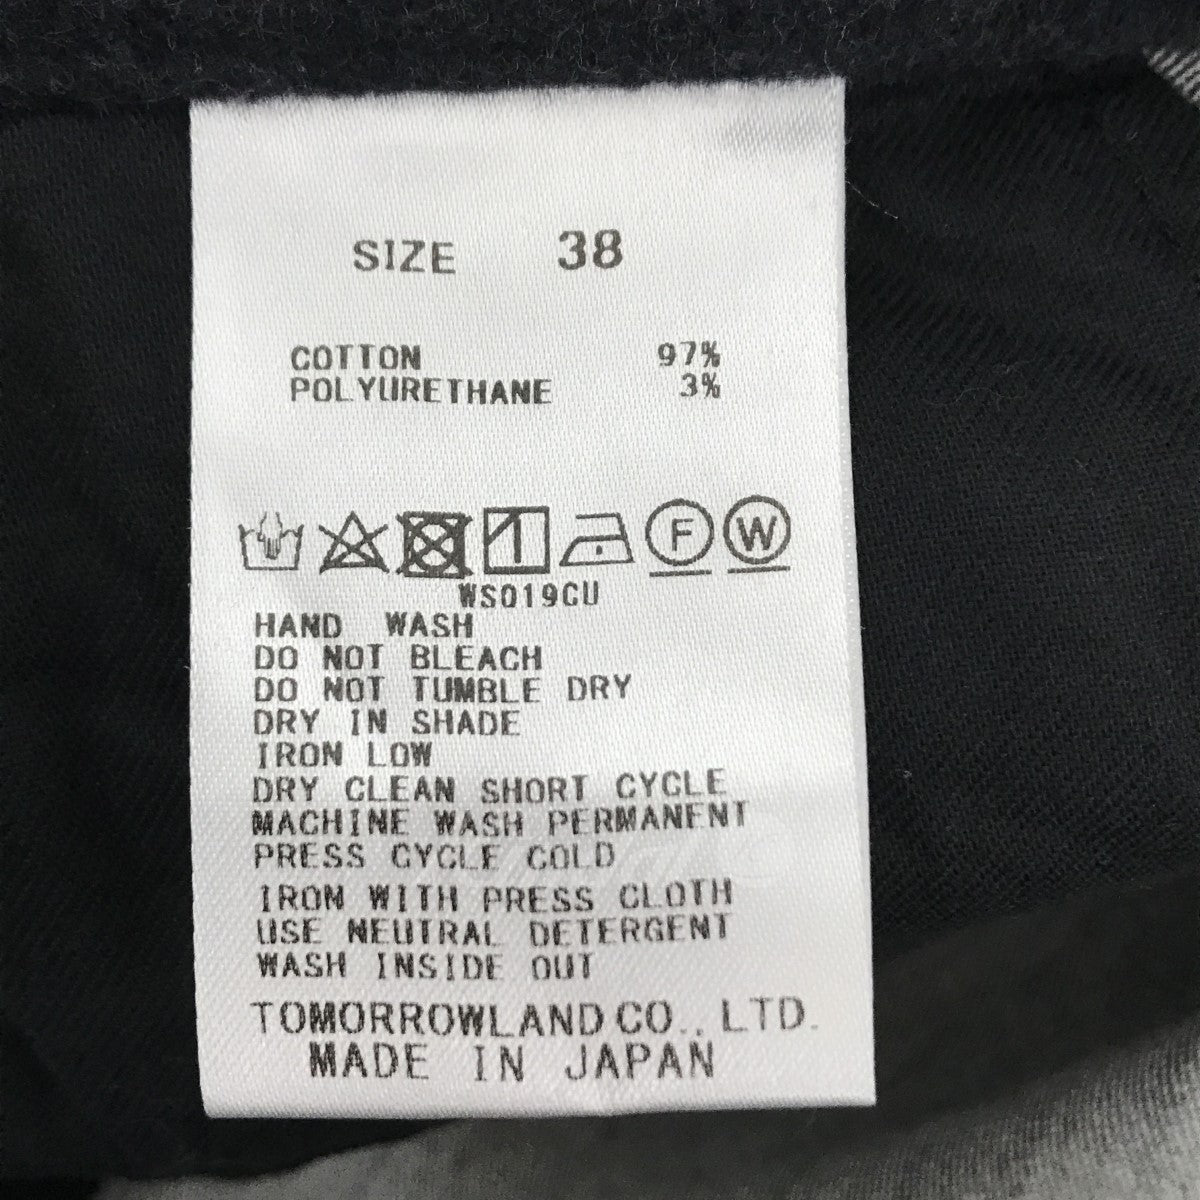 SIZE 38
COTTON 97%
POLYURETHANE 3%
F W
WS019CU
HAND WASH
DO NOT BLEACH
DO NOT TUMBLE DRY
DRY IN SHADE
IRON LOW
DRY CLEAN SHORT CYCLE
MACHINE WASH PERMANENT
PRESS CYCLE COLD
IRON WITH PRESS CLOTH
USE NEUTRAL DETERGENT
WASH INSIDE OUT
TOMORROWLAND CO., LTD.
MADE IN JAPAN